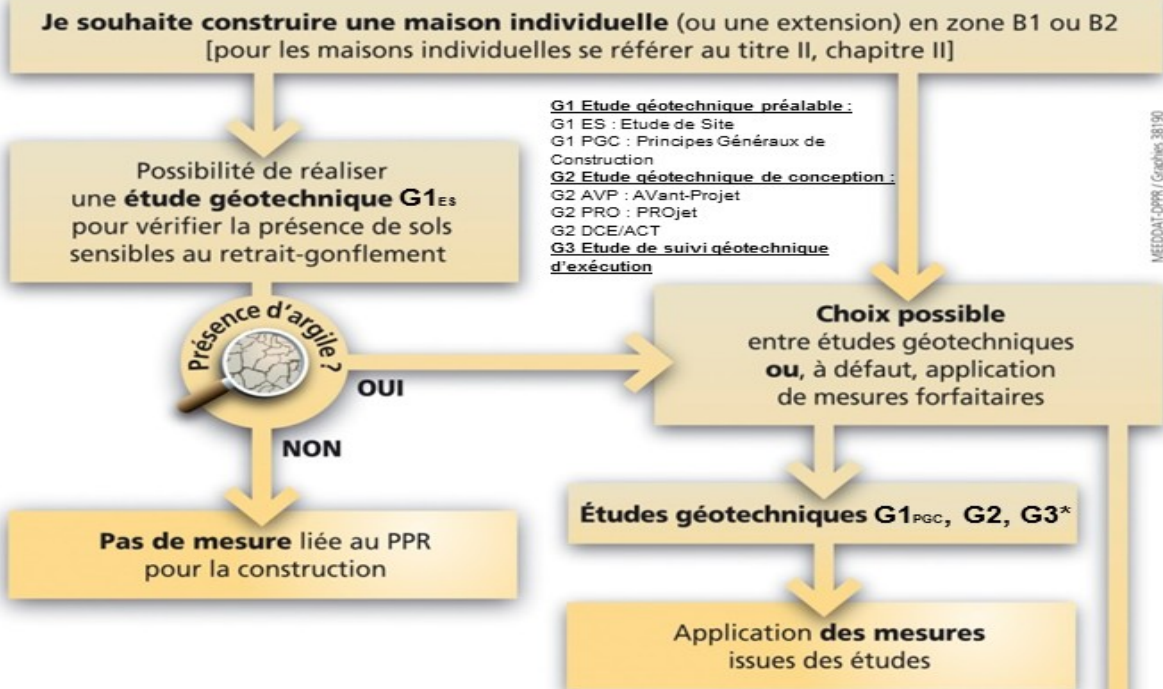 Je souhaite construire une maison individuelle (ou une extension) en zone B1 ou B2
[pour les maisons individuelles se référer au titre II, chapitre II]
G1 Etude géotechnique préalable :
G1 ES : Etude de Site
G1 PGC : Principes Généraux de
Construction
G2 Etude géotechnique de conception :
G2 AVP : AVant-Projet
G2 PRO : PROjet
G2 DCE/ACT
G3 Etude de suivi géotechnique
d'exécution
MEEDDAT-DPPR / Graphies 38190
Possibilité de réaliser
une étude géotechnique G1ES
pour vérifier la présence de sols
sensibles au retrait-gonflement
Présence d'argile ?
OUI
NON
Choix possible
entre études géotechniques
ou, à défaut, application
de mesures forfaitaires
Pas de mesure liée au PPR
pour la construction
Études géotechniques G1PGC, G2, G3*
Application des mesures
issues des études